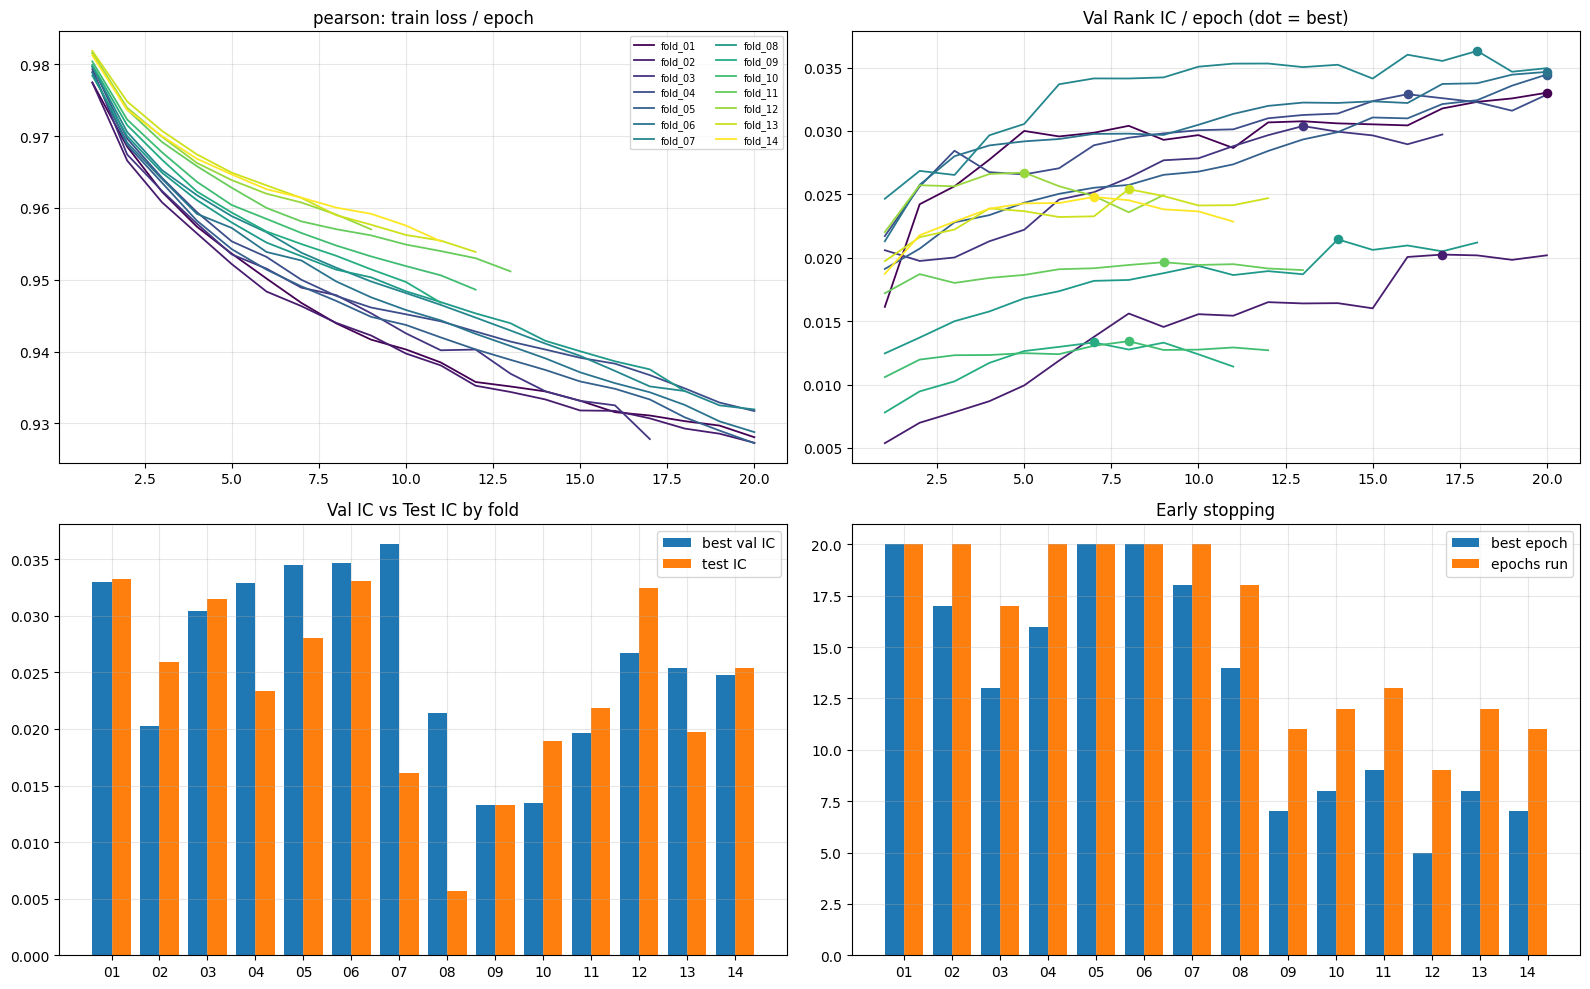 pearson: train loss / epoch
0.98
0.97
0.96
0.95
0.94
0.93
2.5 5.0 7.5 10.0 12.5 15.0 17.5 20.0
fold_01 fold_08
fold_02 fold_09
fold_03 fold_10
fold_04 fold_11
fold_05 fold_12
fold_06 fold_13
fold_07 fold_14
Val Rank IC / epoch (dot = best)
0.035
0.030
0.025
0.020
0.015
0.010
0.005
2.5 5.0 7.5 10.0 12.5 15.0 17.5 20.0
Val IC vs Test IC by fold
0.035
0.030
0.025
0.020
0.015
0.010
0.005
0.000
01 02 03 04 05 06 07 08 09 10 11 12 13 14
best val IC
test IC
Early stopping
20.0
17.5
15.0
12.5
10.0
7.5
5.0
2.5
0.0
01 02 03 04 05 06 07 08 09 10 11 12 13 14
best epoch
epochs run